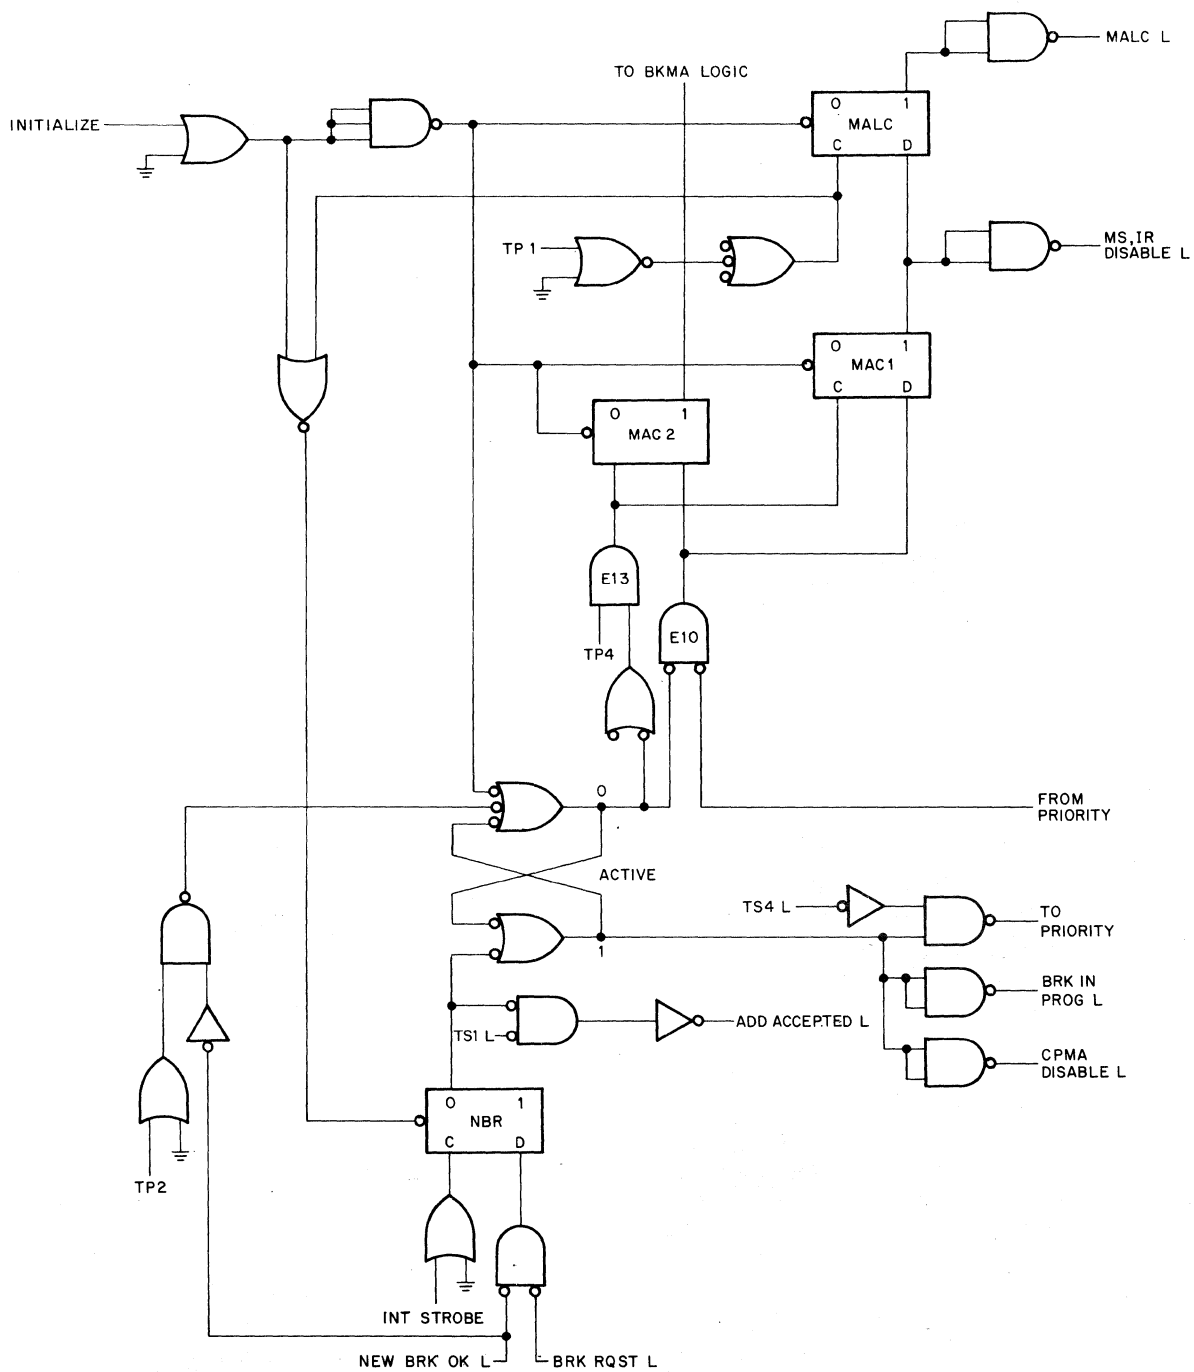 MALC L
TO BKMA LOGIC
INITIALIZE
0 1
MALC
C D
TP 1
MS,IR
DISABLE L
0 1
MAC 1
C D
0 1
MAC 2
E13
TP4
E10
0
FROM
PRIORITY
ACTIVE
TS4 L
TO
PRIORITY
1
BRK IN
PROG L
TS1 L
ADD ACCEPTED L
CPMA
DISABLE L
0 1
NBR
C D
TP2
INT STROBE
NEW BRK OK L
BRK RQST L